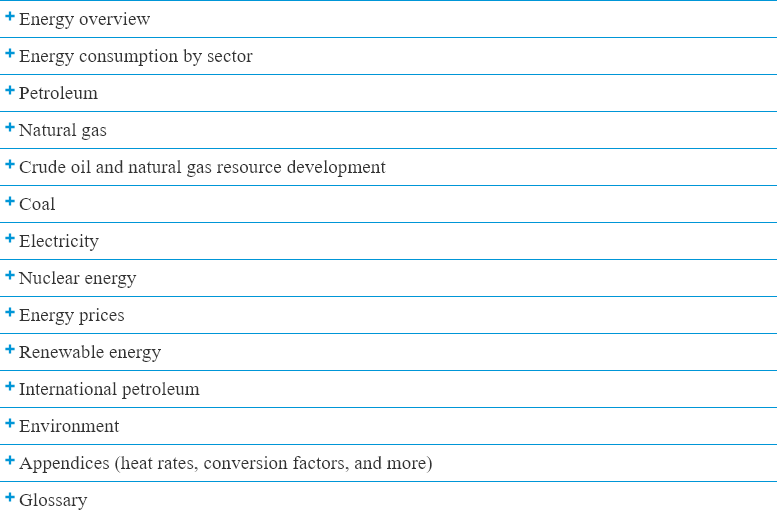 Energy overview
Energy consumption by sector
Petroleum
Natural gas
Crude oil and natural gas resource development
Coal
Electricity
Nuclear energy
Energy prices
Renewable energy
International petroleum
Environment
Appendices (heat rates, conversion factors, and more)
Glossary